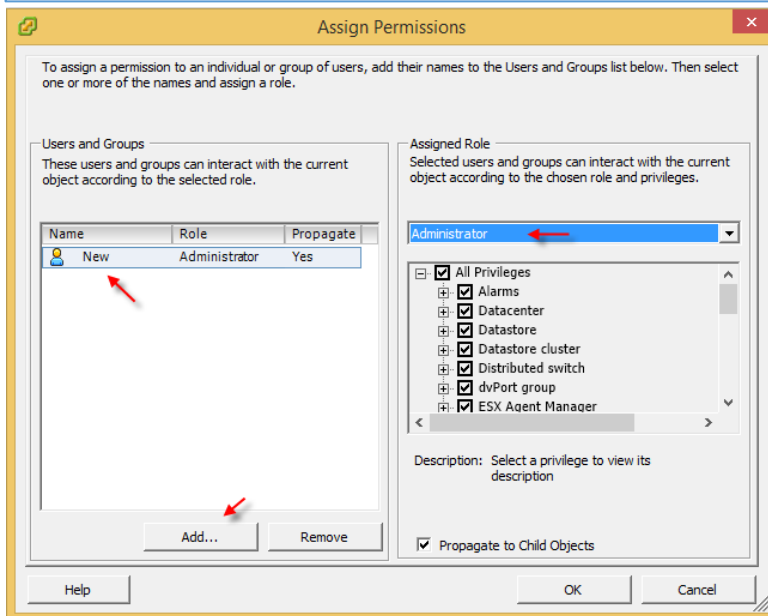 Assign Permissions
To assign a permission to an individual or group of users, add their names to the Users and Groups list below. Then select
one or more of the names and assign a role.
Users and Groups
These users and groups can interact with the current
object according to the selected role.
Name Role Propagate
New Administrator Yes
Add... Remove
Assigned Role
Selected users and groups can interact with the current
object according to the chosen role and privileges.
Administrator
All Privileges
Alarms
Datacenter
Datastore
Datastore cluster
Distributed switch
dvPort group
ESX Agent Manager
Description: Select a privilege to view its
description
Propagate to Child Objects
Help OK Cancel